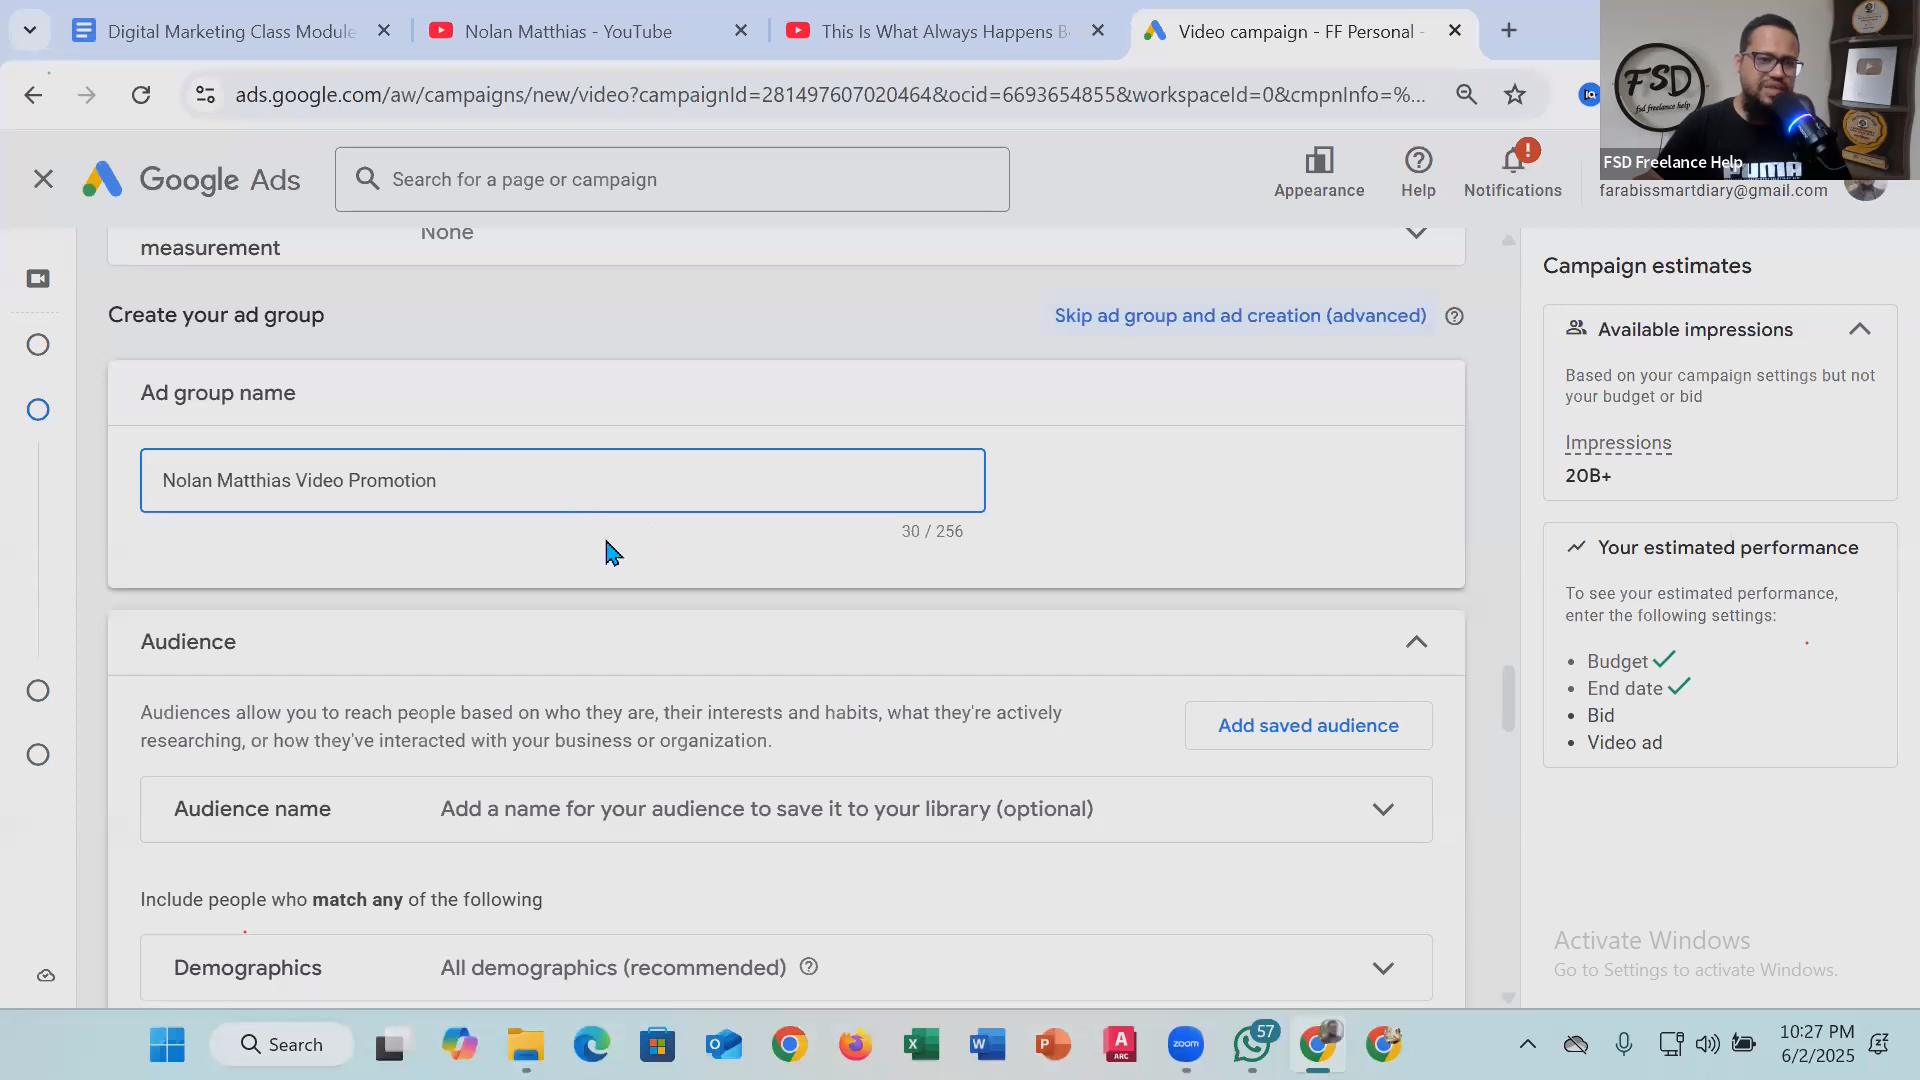 Digital Marketing Class Module
Nolan Matthias - YouTube
This Is What Always Happens B
Video campaign - FF Personal -
ads.google.com/aw/campaigns/new/video?campaignId=281497607020464&ocid=6693654855&workspaceId=0&cmpnInfo=%...
FSD
fsd freelance help
FSD Freelance Help
PUMA
Google Ads
Search for a page or campaign
Appearance
Help
Notifications
farabissmartdiary@gmail.com
measurement
None
Create your ad group
Skip ad group and ad creation (advanced)
Ad group name
Nolan Matthias Video Promotion
30 / 256
Audience
Audiences allow you to reach people based on who they are, their interests and habits, what they're actively
researching, or how they've interacted with your business or organization.
Add saved audience
Audience name
Add a name for your audience to save it to your library (optional)
Include people who match any of the following
Demographics
All demographics (recommended)
Campaign estimates
Available impressions
Based on your campaign settings but not
your budget or bid
Impressions
20B+
Your estimated performance
To see your estimated performance,
enter the following settings:
• Budget
• End date
• Bid
• Video ad
Activate Windows
Go to Settings to activate Windows.
Search
ARC
zoom
57
10:27 PM
6/2/2025